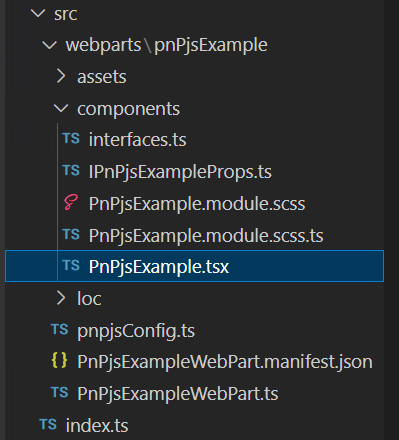 src
webparts\pnPjsExample
assets
components
TS interfaces.ts
TS IPnPjsExampleProps.ts
PnPjsExample.module.scss
TS PnPjsExample.module.scss.ts
TS PnPjsExample.tsx
loc
TS pnpjsConfig.ts
{} PnPjsExampleWebPart.manifest.json
TS PnPjsExampleWebPart.ts
TS index.ts